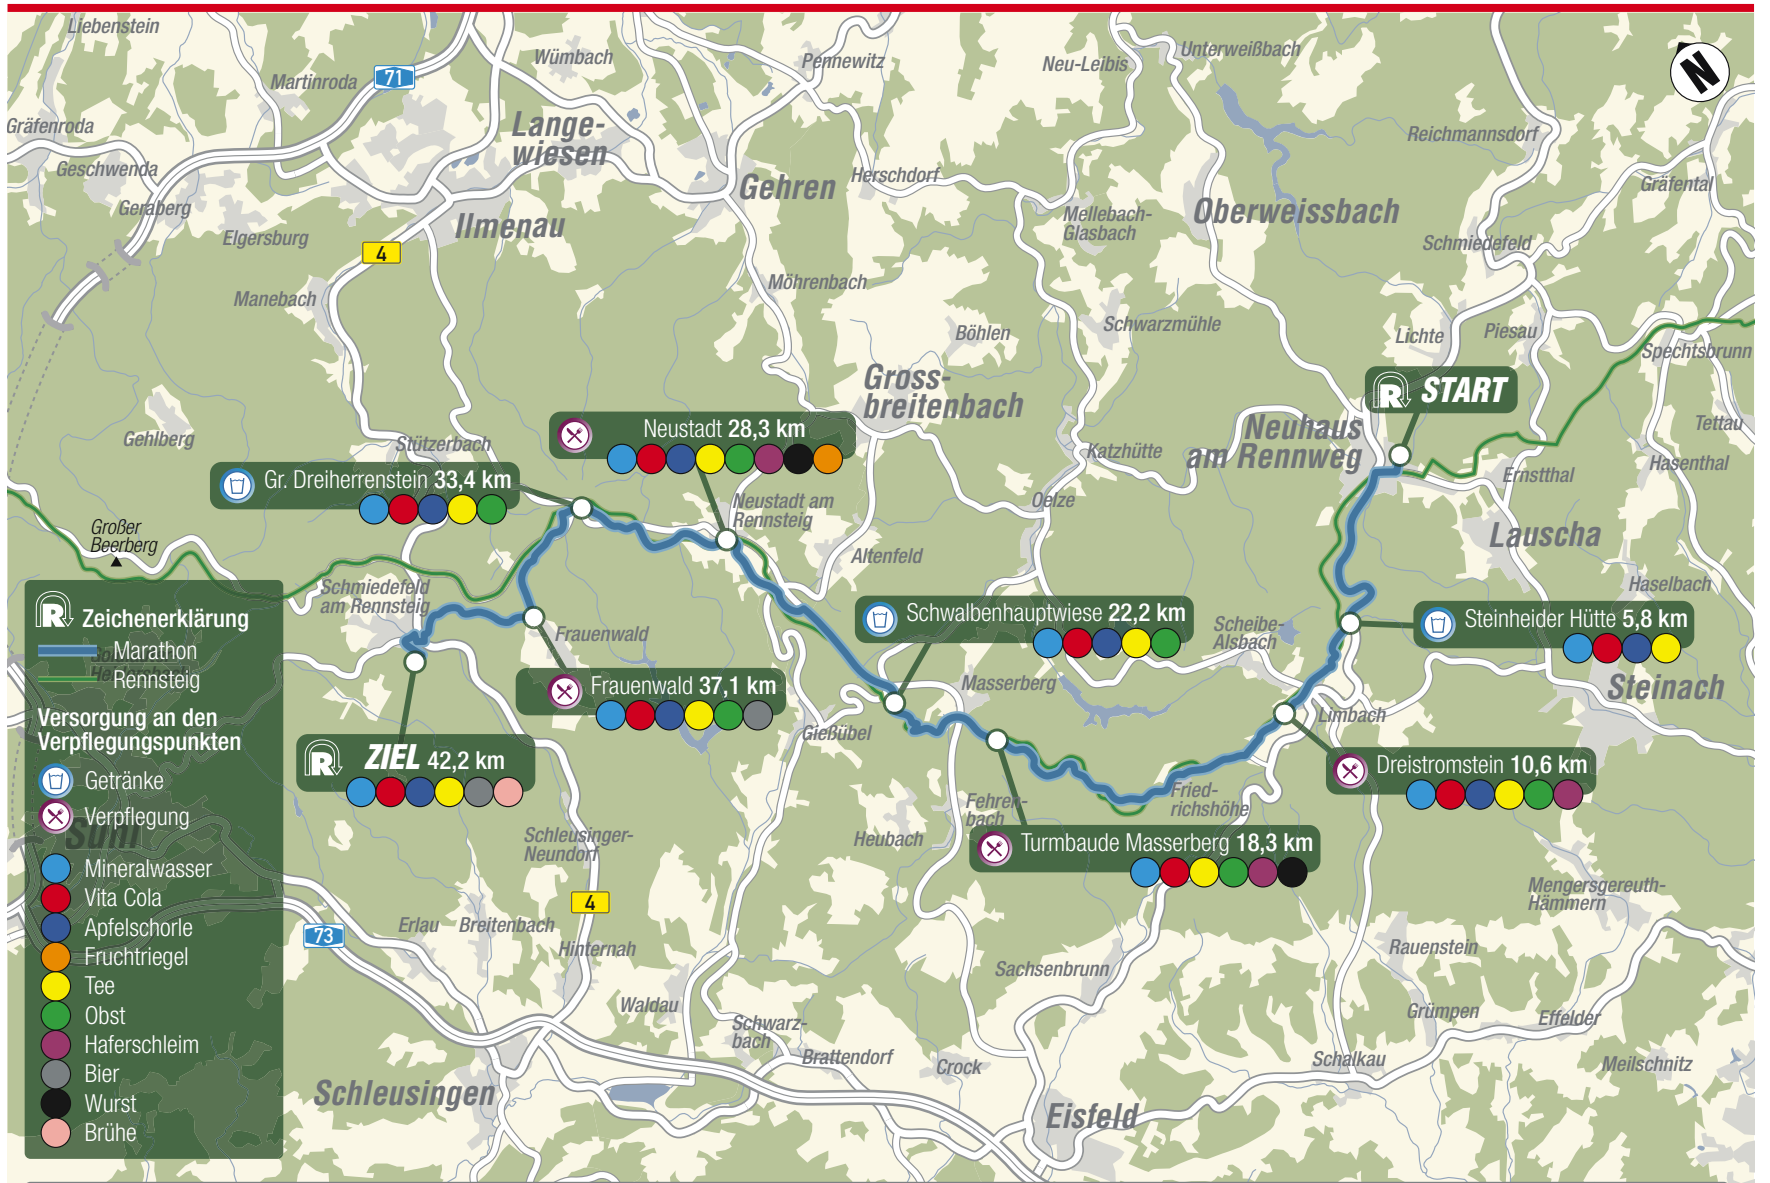 Liebenstein
Wümbach
Pennewitz
Neu-Leibis
Unterweißbach
N
Martinroda
71
Gräfenroda
Lange-
wiesen
Reichmannsdorf
Geschwenda
Gehren
Herschdorf
Gräfental
Geraberg
Ilmenau
Mellebach-
Glasbach
Oberweissbach
Elgersburg
4
Schmiedefeld
Manebach
Möhrenbach
Böhlen
Schwarzmühle
Lichte
Piesau
Spechtsbrunn
Gross-
breitenbach
R START
Gehlberg
Stützerbach
Neustadt 28,3 km
Katzhütte
Neuhaus
am Rennweg
Tettau
Hasenthal
Ernstthal
Gr. Dreiherrenstein 33,4 km
Neustadt am
Rennsteig
Oelze
Lauscha
Großer
Beerberg
Altenfeld
Haselbach
Schmiedefeld
am Rennsteig
Frauenwald
Schwalbenhauptwiese 22,2 km
Scheibe-
Alsbach
Steinheider Hütte 5,8 km
Frauenwald 37,1 km
Masserberg
Steinach
Limbach
Gießübel
R ZIEL 42,2 km
Dreistromstein 10,6 km
Fried-
richshöhe
Fehren-
bach
Heubach
Turmbaude Masserberg 18,3 km
Schleusinger-
Neundorf
4
Mengersgereuth-
Hämmern
Erlau
Breitenbach
73
Hinternah
Rauenstein
Sachsenbrunn
Waldau
Schwarz-
bach
Grümpen
Effelder
Brattendorf
Crock
Schalkau
Meilschnitz
Schleusingen
Eisfeld
R Zeichenerklärung
Marathon
Rennsteig
Versorgung an den
Verpflegungspunkten
Getränke
Verpflegung
Suhl
Mineralwasser
Vita Cola
Apfelschorle
Fruchtriegel
Tee
Obst
Haferschleim
Bier
Wurst
Brühe